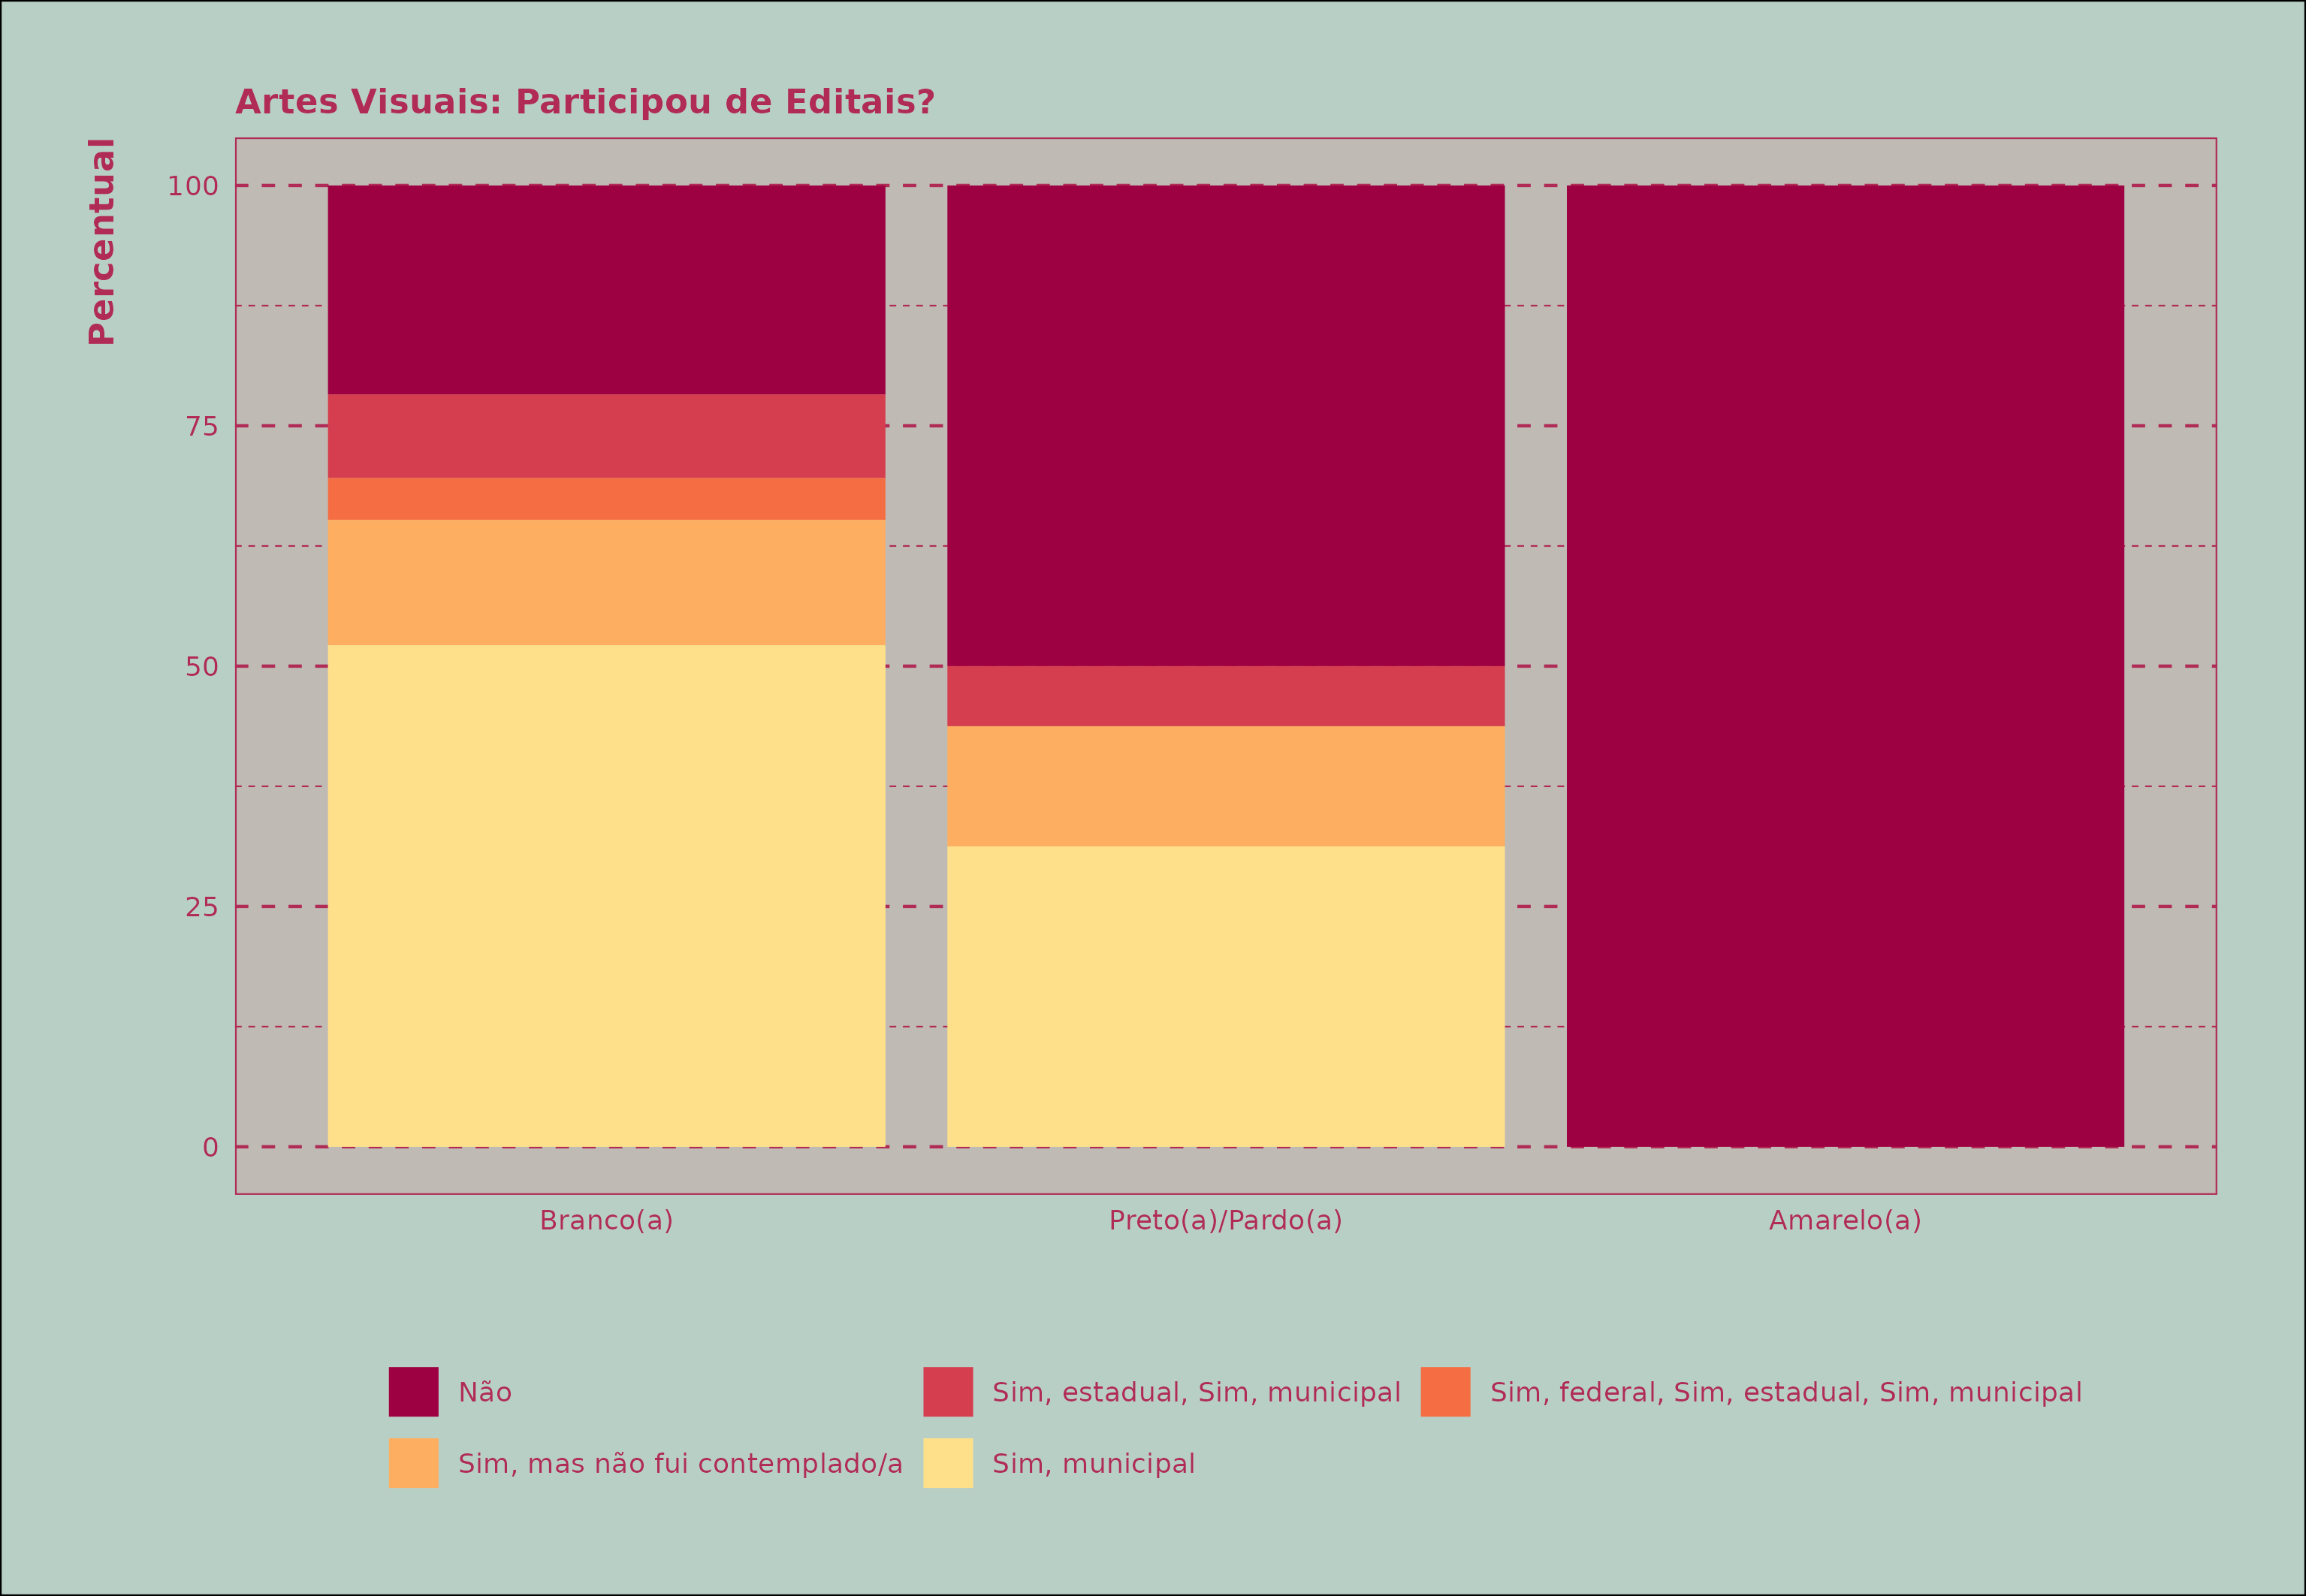 Artes Visuais: Participou de Editais?
Percentual
100
75
50
25
0
Branco(a) Preto(a)/Pardo(a) Amarelo(a)
Não Sim, estadual, Sim, municipal Sim, federal, Sim, estadual, Sim, municipal
Sim, mas não fui contemplado/a Sim, municipal